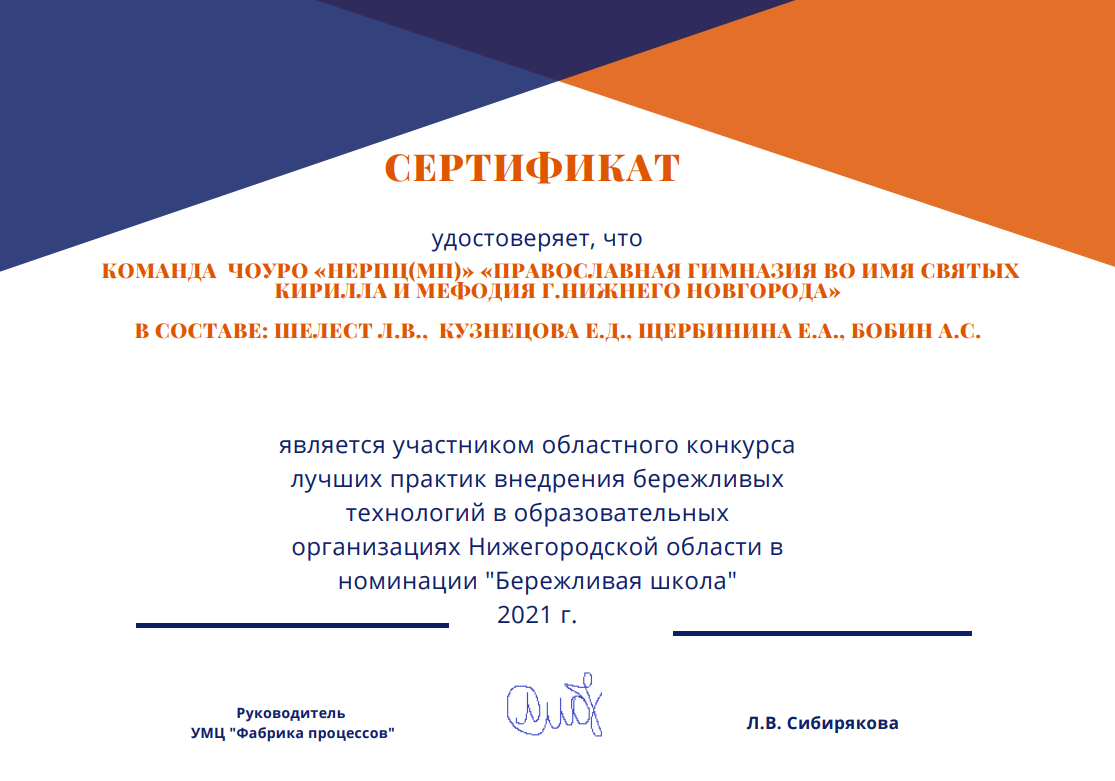 СЕРТИФИКАТ
удостоверяет, что
КОМАНДА ЧОУРО «НЕРПЦ(МП)» «ПРАВОСЛАВНАЯ ГИМНАЗИЯ ВО ИМЯ СВЯТЫХ
КИРИЛЛА И МЕФОДИЯ Г.НИЖНЕГО НОВГОРОДА»
В СОСТАВЕ: ШЕЛЕСТ Л.В., КУЗНЕЦОВА Е.Д., ЩЕРБИНИНА Е.А., БОБИН А.С.
является участником областного конкурса
лучших практик внедрения бережливых
технологий в образовательных
организациях Нижегородской области в
номинации "Бережливая школа"
2021 г.
Руководитель
УМЦ "Фабрика процессов"
Л.В. Сибирякова